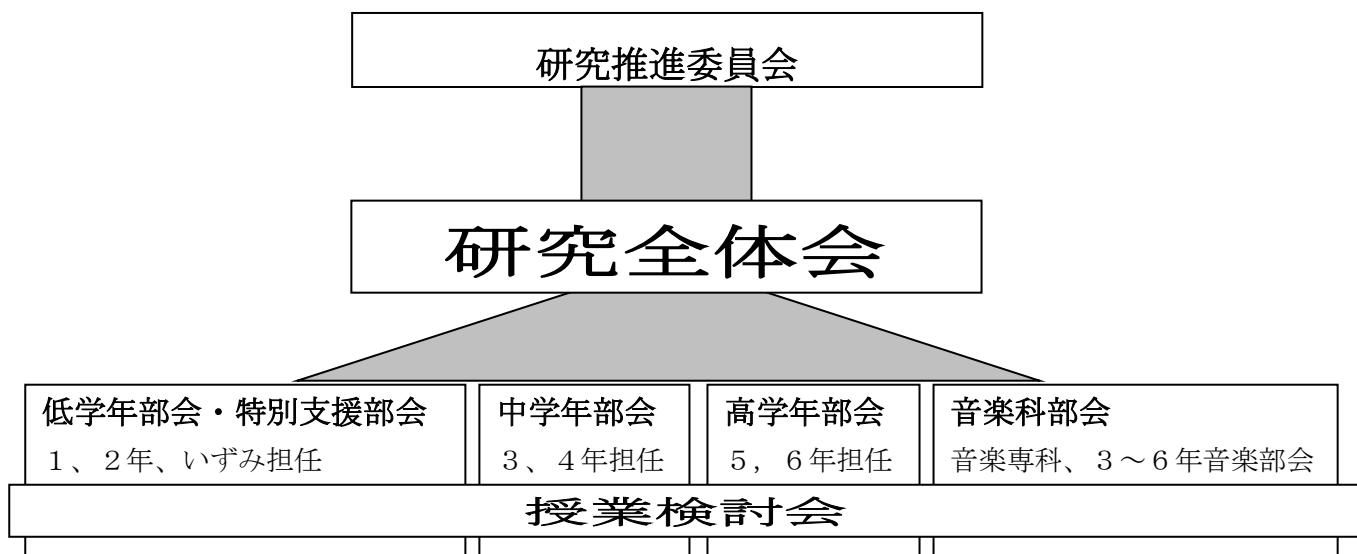 研究推進委員会
研究全体会
低学年部会・特別支援部会
１、２年、いずみ担任
中学年部会
３、４年担任
高学年部会
５，６年担任
音楽科部会
音楽専科、３～６年音楽部会
授業検討会